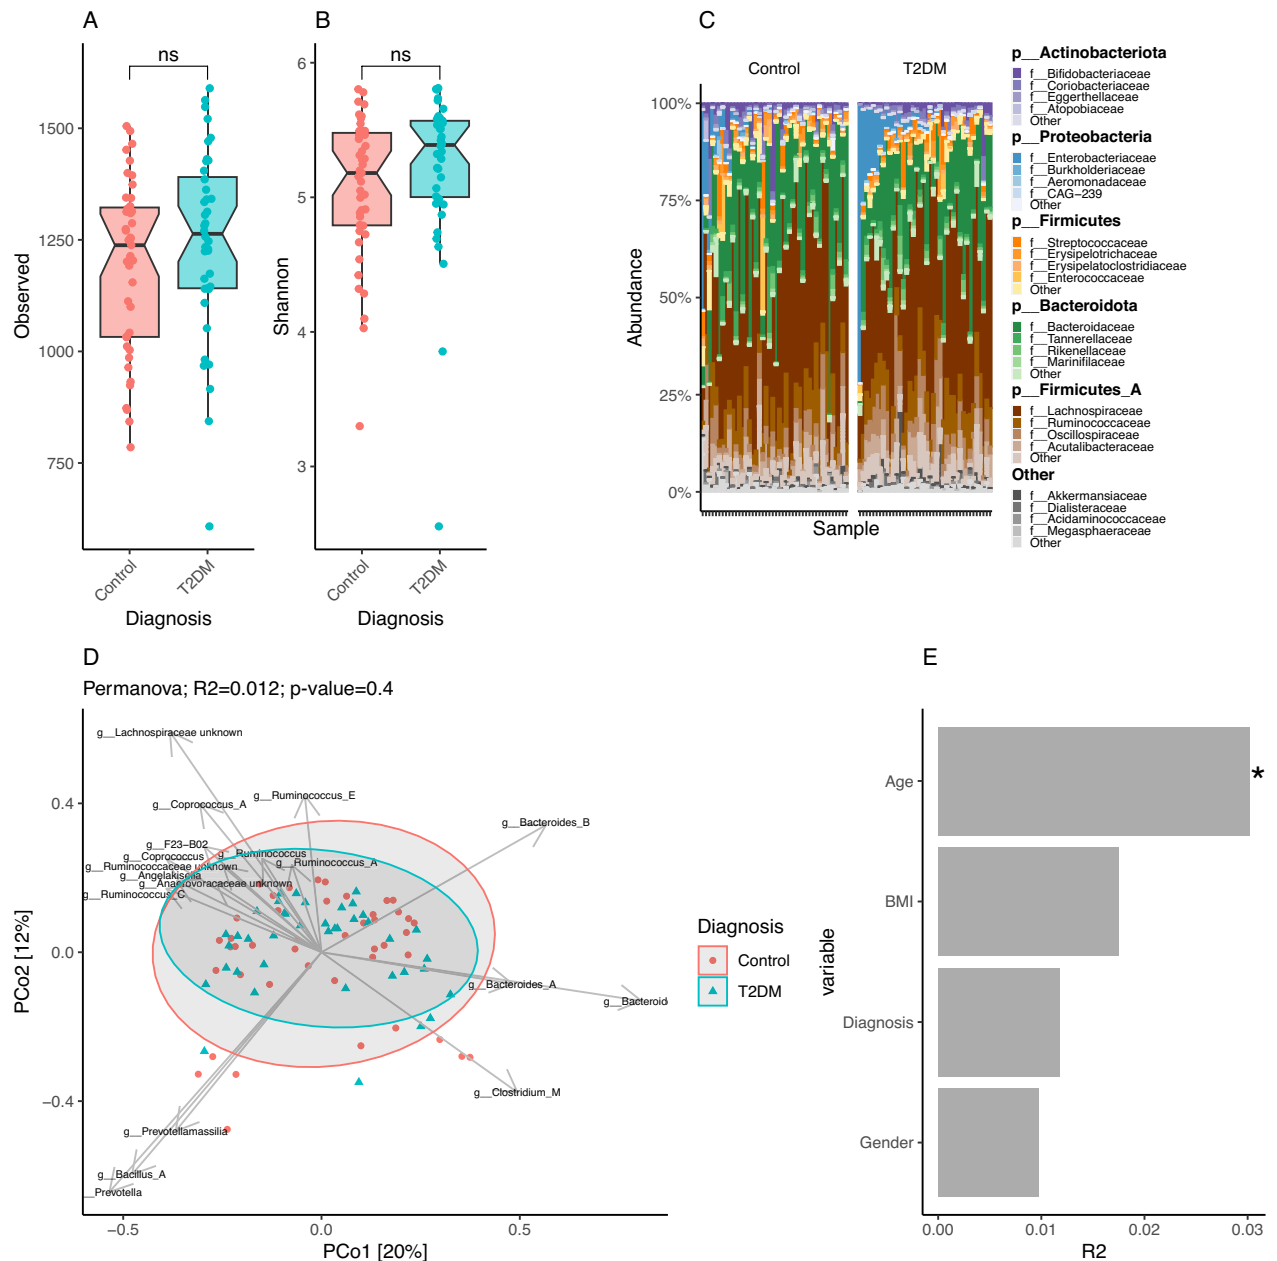 A
ns
1500
1250
1000
750
Observed
Control
T2DM
Diagnosis
B
ns
6
5
4
3
Shannon
Control
T2DM
Diagnosis
C
Control
T2DM
100%
75%
50%
25%
0%
Abundance
Sample
p__Actinobacteriota
f__Bifidobacteriaceae
f__Coriobacteriaceae
f__Eggerthellaceae
f__Atopobiaceae
Other
p__Proteobacteria
f__Enterobacteriaceae
f__Burkholderiaceae
f__Aeromonadaceae
f__CAG-239
Other
p__Firmicutes
f__Streptococcaceae
f__Erysipelotrichaceae
f__Erysipelatoclostridiaceae
f__Enterococcaceae
Other
p__Bacteroidota
f__Bacteroidaceae
f__Tannerellaceae
f__Rikenellaceae
f__Marinifilaceae
Other
p__Firmicutes_A
f__Lachnospiraceae
f__Ruminococcaceae
f__Oscillospiraceae
f__Acutalibacteraceae
Other
Other
f__Akkermansiaceae
f__Dialisteraceae
f__Acidaminococcaceae
f__Megasphaeraceae
Other
D
Permanova; R2=0.012; p-value=0.4
g__Lachnospiraceae unknown
g__Ruminococcus_E
g__Coprococcus_A
g__Bacteroides_B
g__F23-B02
g__Ruminococcus
g__Coprococcus
g__Ruminococcus_A
g__Ruminococcaceae unknown
g__Angelakisella
g__Anaerovoracaceae unknown
g__Ruminococcus_C
g__Bacteroides_A
g__Bacteroid
g__Clostridium_M
g__Prevotellamassilia
g__Bacillus_A
__Prevotella
0.4
0.0
−0.4
PCo2 [12%]
−0.5
0.0
0.5
PCo1 [20%]
Diagnosis
Control
T2DM
E
Age
BMI
Diagnosis
Gender
variable
*
0.00
0.01
0.02
0.03
R2